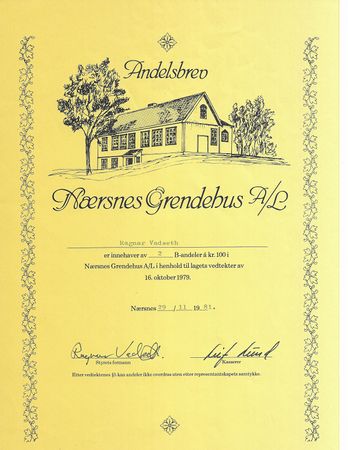 Andelsbrev
Nærsnes Grendehus A/L
Ragnar Vadseth
er innehaver av 2 B-andeler á kr. 100 i
Nærsnes Grendehus A/L i henhold til lagets vedtekter av
16. oktober 1979.
Nærsnes 29 / 11 1981.
Styrets formann Kasserer
Etter vedtektenes §5 kan andeler ikke overdras uten etter representantskapets samtykke.